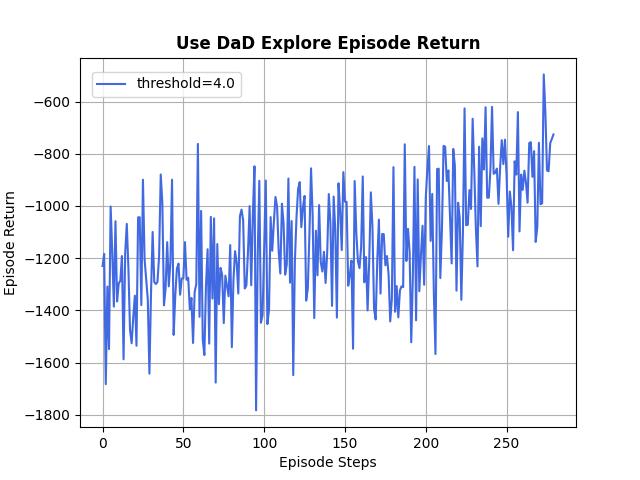 Use DaD Explore Episode Return
threshold=4.0
Episode Return
−600
−800
−1000
−1200
−1400
−1600
−1800
0 50 100 150 200 250
Episode Steps